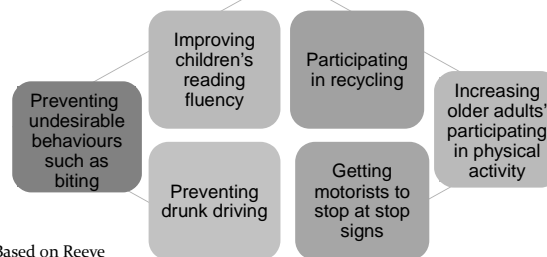 Improving
children's
reading
fluency
Participating
in recycling
Preventing
undesirable
behaviours
such as
biting
Increasing
older adults'
participating
in physical
activity
Preventing
drunk driving
Getting
motorists to
stop at stop
signs
Based on Reeve